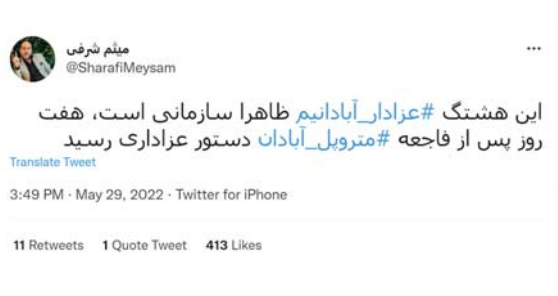 میثم شرفی
@SharafiMeysam
این هشتگ #عزادار_آبادانیم ظاهرا سازمانی است، هفت
روز پس از فاجعه #متروپل_آبادان دستور عزاداری رسید
Translate Tweet
3:49 PM · May 29, 2022 · Twitter for iPhone
11 Retweets 1 Quote Tweet 413 Likes